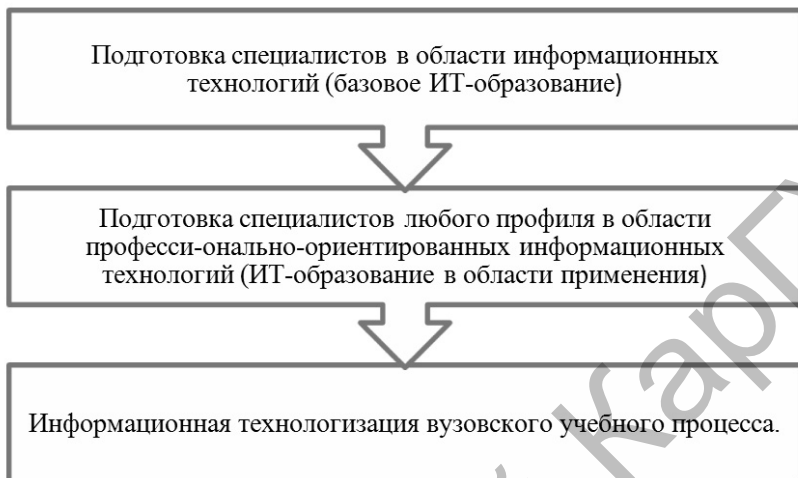 Подготовка специалистов в области информационных
технологий (базовое ИТ-образование)
Подготовка специалистов любого профиля в области
професси-онально-ориентированных информационных
технологий (ИТ-образование в области применения)
Информационная технологизация вузовского учебного процесса.